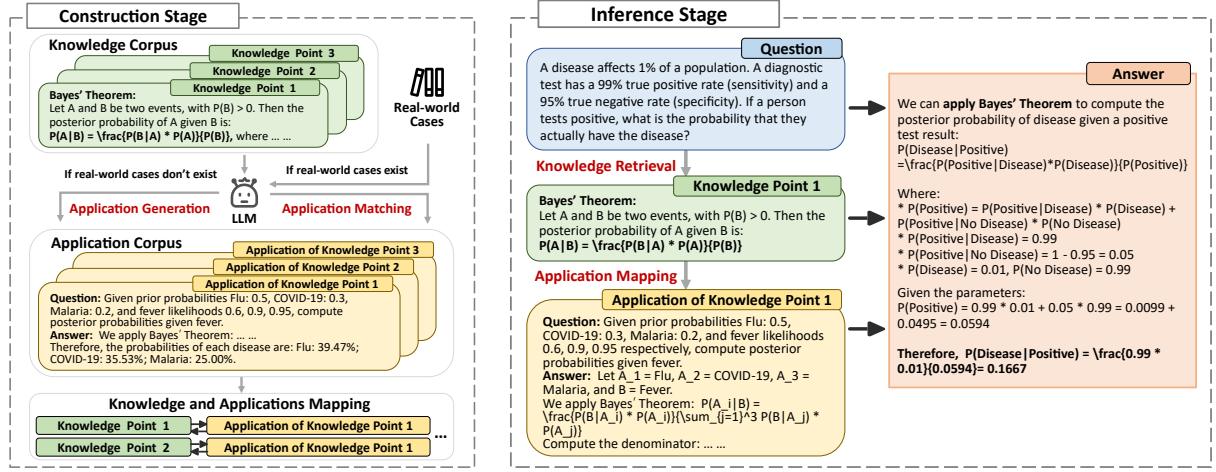 Construction Stage
Knowledge Corpus
Knowledge Point 3
Knowledge Point 2
Knowledge Point 1
Bayes' Theorem:
Let A and B be two events, with P(B) > 0. Then the
posterior probability of A given B is:
P(A|B) = \frac{P(B|A) * P(A)}{P(B)}, where ... ...
Real-world
Cases
If real-world cases don't exist
If real-world cases exist
Application Generation
LLM
Application Matching
Application Corpus
Application of Knowledge Point 3
Application of Knowledge Point 2
Application of Knowledge Point 1
Question: Given prior probabilities Flu: 0.5, COVID-19: 0.3,
Malaria: 0.2, and fever likelihoods 0.6, 0.9, 0.95, compute
posterior probabilities given fever.
Answer: We apply Bayes' Theorem: ... ...
Therefore, the probabilities of each disease are: Flu: 39.47%;
COVID-19: 35.53%; Malaria: 25.00%.
Knowledge and Applications Mapping
Knowledge Point 1
Application of Knowledge Point 1
Knowledge Point 2
Application of Knowledge Point 1
...
Inference Stage
Question
A disease affects 1% of a population. A diagnostic
test has a 99% true positive rate (sensitivity) and a
95% true negative rate (specificity). If a person
tests positive, what is the probability that they
actually have the disease?
Knowledge Retrieval
Knowledge Point 1
Bayes' Theorem:
Let A and B be two events, with P(B) > 0. Then the
posterior probability of A given B is:
P(A|B) = \frac{P(B|A) * P(A)}{P(B)}
Application Mapping
Application of Knowledge Point 1
Question: Given prior probabilities Flu: 0.5,
COVID-19: 0.3, Malaria: 0.2, and fever likelihoods
0.6, 0.9, 0.95 respectively, compute posterior
probabilities given fever.
Answer: Let A_1 = Flu, A_2 = COVID-19, A_3 =
Malaria, and B = Fever.
We apply Bayes' Theorem: P(A_i|B) =
\frac{P(B|A_i) * P(A_i)}{\sum_{j=1}^3 P(B|A_j) *
P(A_j)}
Compute the denominator: ... ...
Answer
We can apply Bayes' Theorem to compute the
posterior probability of disease given a positive
test result:
P(Disease|Positive)
=\frac{P(Positive|Disease)*P(Disease)}{P(Positive)}
Where:
* P(Positive) = P(Positive|Disease) * P(Disease) +
P(Positive|No Disease) * P(No Disease)
* P(Positive|Disease) = 0.99
* P(Positive|No Disease) = 1 - 0.95 = 0.05
* P(Disease) = 0.01, P(No Disease) = 0.99
Given the parameters:
P(Positive) = 0.99 * 0.01 + 0.05 * 0.99 = 0.0099 +
0.0495 = 0.0594
Therefore, P(Disease|Positive) = \frac{0.99 *
0.01}{0.0594}= 0.1667